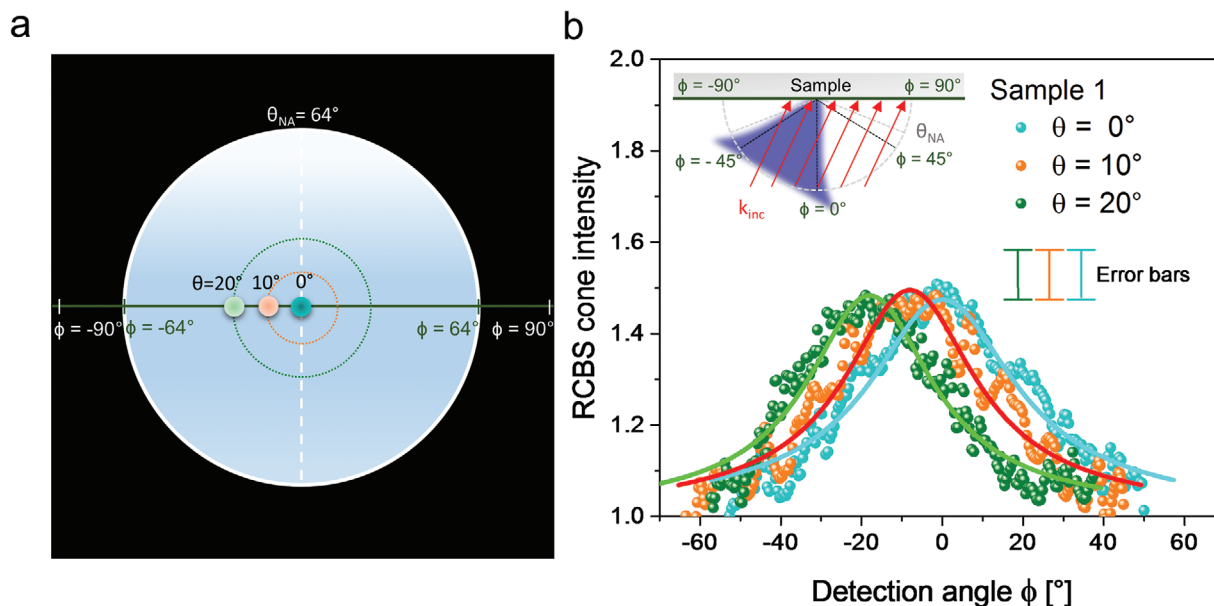 a
θNA= 64°
θ=20° 10° 0°
ϕ = -90° ϕ = -64° ϕ = 64° ϕ = 90°
b
RCBS cone intensity
2.0
1.8
1.6
1.4
1.2
1.0
-60 -40 -20 0 20 40 60
Detection angle ϕ [°]
ϕ = -90° Sample ϕ = 90°
θNA
ϕ = - 45° ϕ = 45°
kinc
ϕ = 0°
Sample 1
θ = 0°
θ = 10°
θ = 20°
Error bars